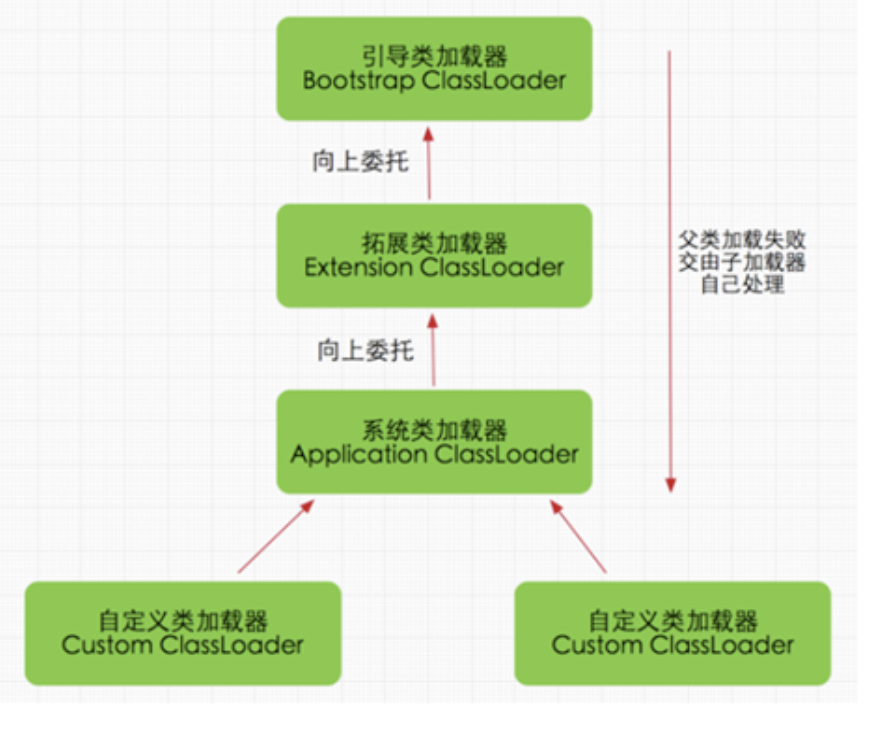 引导类加载器
Bootstrap ClassLoader
向上委托
拓展类加载器
Extension ClassLoader
父类加载失败
交由子加载器
自己处理
向上委托
系统类加载器
Application ClassLoader
自定义类加载器
Custom ClassLoader
自定义类加载器
Custom ClassLoader